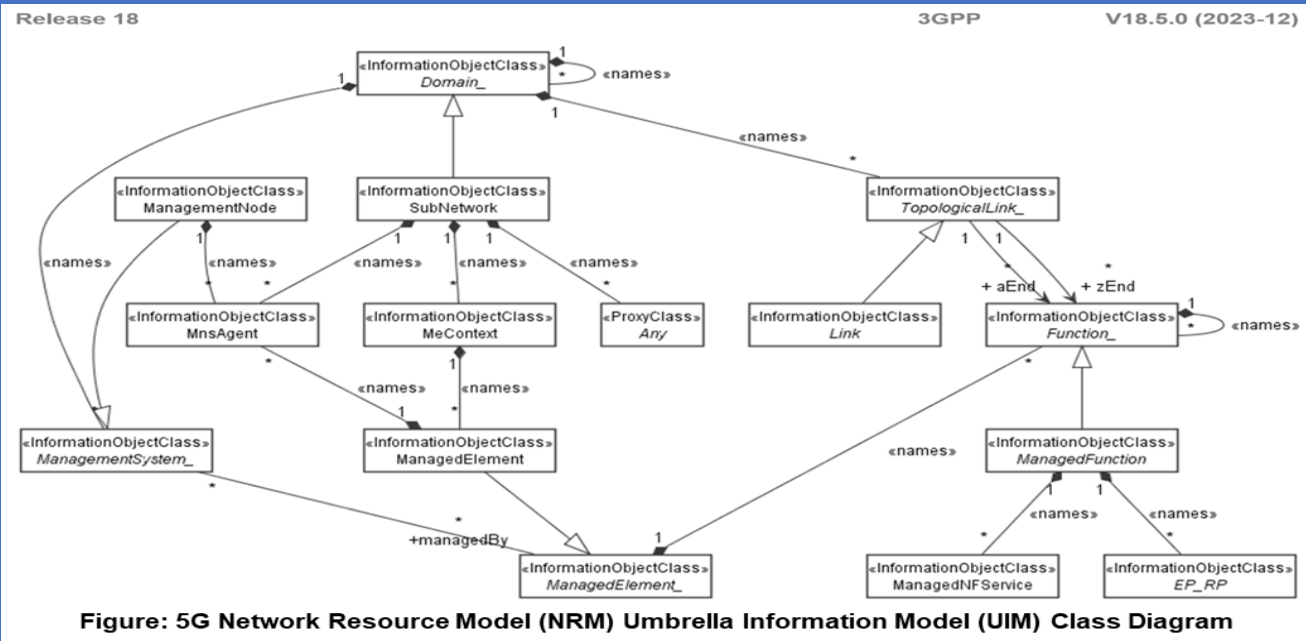 Release 18 3GPP V18.5.0 (2023-12)
«InformationObjectClass»
Domain_
1
*
«names»
1
1
«names»
*
«InformationObjectClass»
ManagementNode
«InformationObjectClass»
SubNetwork
«InformationObjectClass»
TopologicalLink_
1
1
1
1
1
1
«names»
«names»
«names»
«names»
«names»
*
*
*
*
*
*
+ aEnd
+ zEnd
«InformationObjectClass»
MnsAgent
«InformationObjectClass»
MeContext
«ProxyClass»
Any
«InformationObjectClass»
Link
«InformationObjectClass»
Function_
1
*
«names»
*
1
*
«names»
«names»
1
*
*
«InformationObjectClass»
ManagementSystem_
«InformationObjectClass»
ManagedElement
«names»
«InformationObjectClass»
ManagedFunction
*
1
1
*
+managedBy
1
«names»
«names»
*
*
«InformationObjectClass»
ManagedElement_
«InformationObjectClass»
ManagedNFService
«InformationObjectClass»
EP_RP
Figure: 5G Network Resource Model (NRM) Umbrella Information Model (UIM) Class Diagram